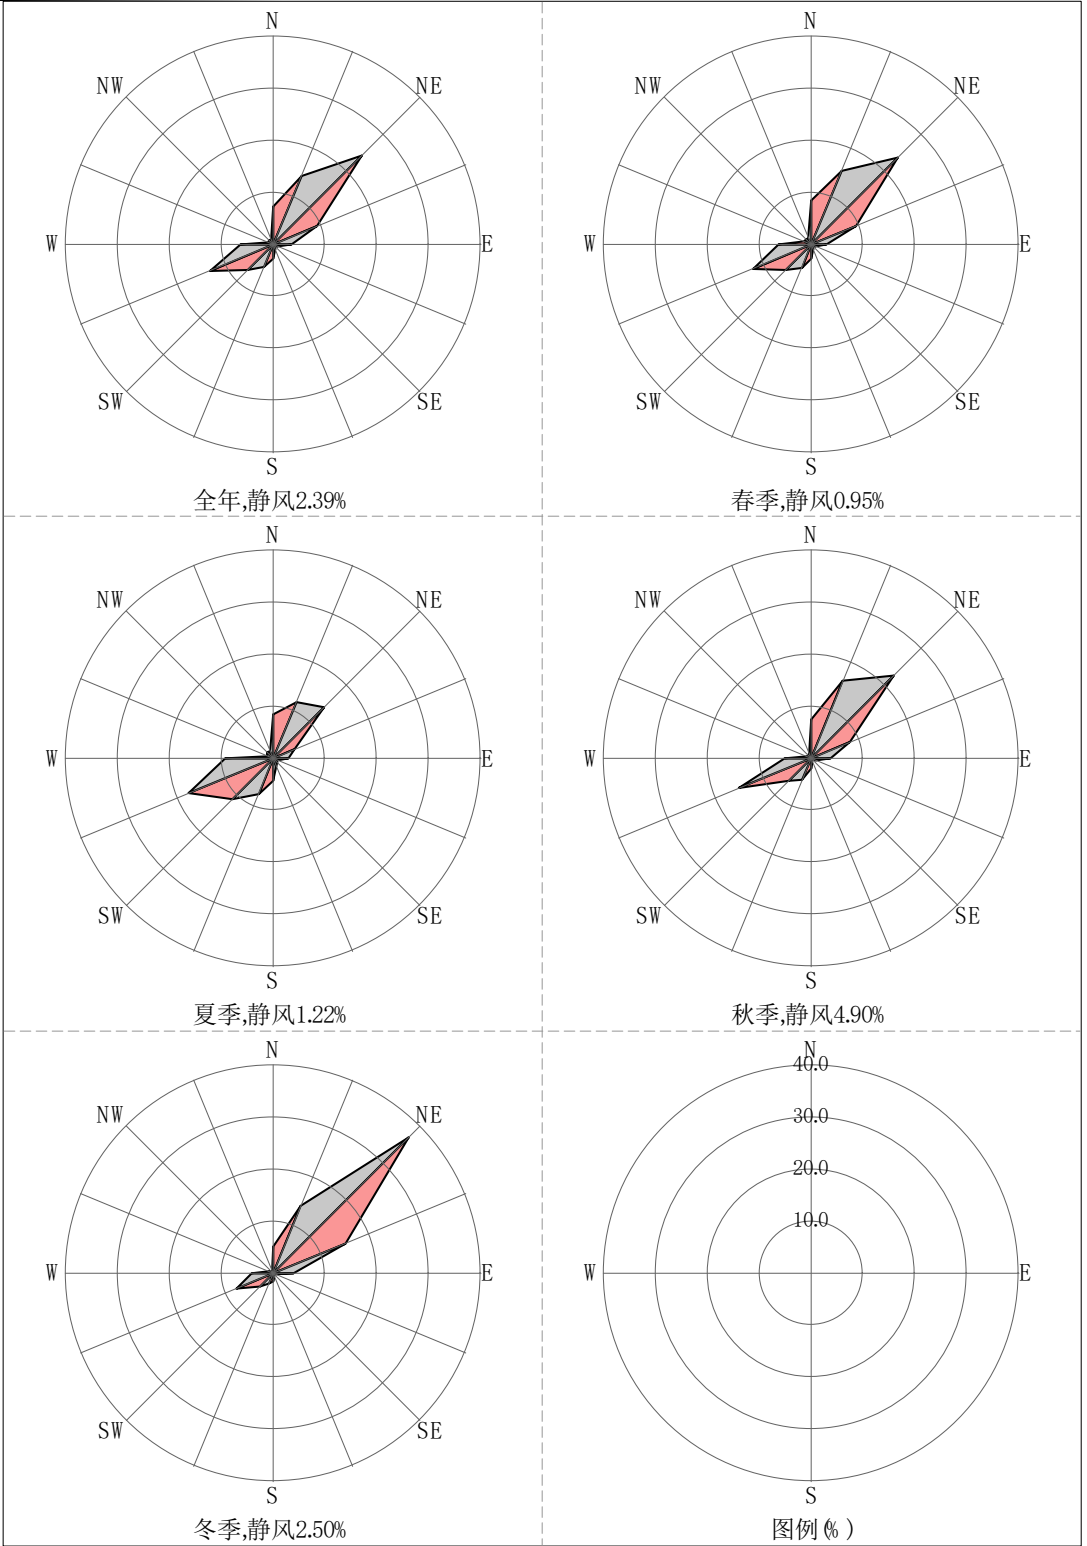 N
NW NE
W E
SW SE
S
全年,静风2.39%
N
NW NE
W E
SW SE
S
春季,静风0.95%
N
NW NE
W E
SW SE
S
夏季,静风1.22%
N
NW NE
W E
SW SE
S
秋季,静风4.90%
N
NW NE
W E
SW SE
S
冬季,静风2.50%
N
40.0
30.0
20.0
10.0
W E
S
图例(%)